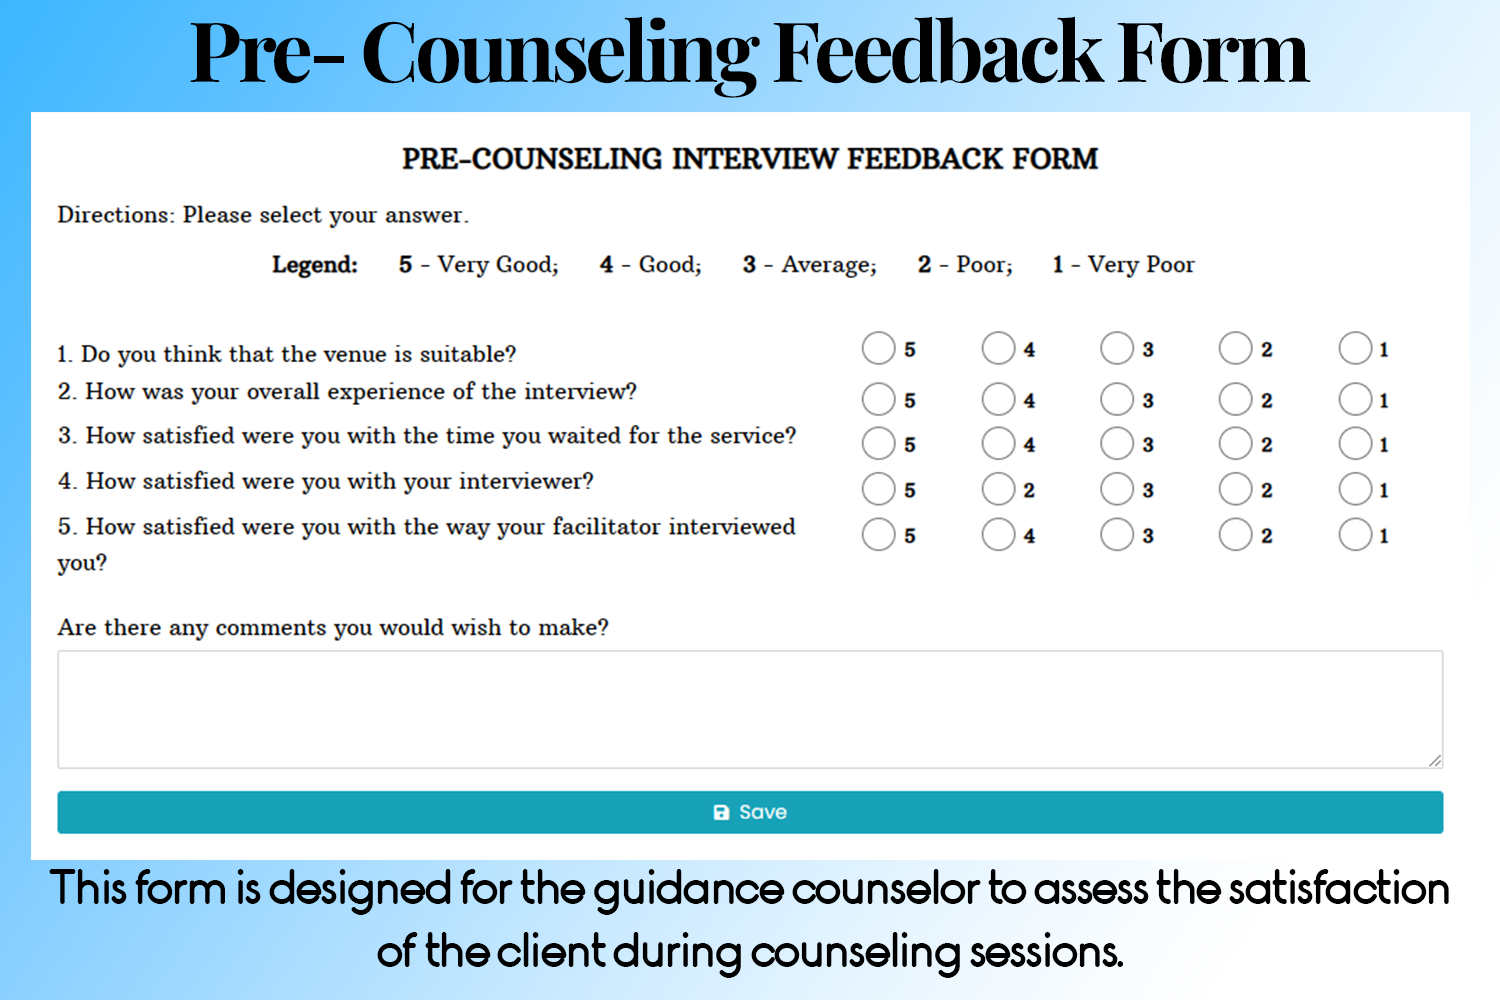 Pre- Counseling Feedback Form
PRE-COUNSELING INTERVIEW FEEDBACK FORM
Directions: Please select your answer.
Legend: 5 - Very Good; 4 - Good; 3 - Average; 2 - Poor; 1 - Very Poor
1. Do you think that the venue is suitable? 5 4 3 2 1
2. How was your overall experience of the interview? 5 4 3 2 1
3. How satisfied were you with the time you waited for the service? 5 4 3 2 1
4. How satisfied were you with your interviewer? 5 2 3 2 1
5. How satisfied were you with the way your facilitator interviewed 5 4 3 2 1
you?
Are there any comments you would wish to make?
Save
This form is designed for the guidance counselor to assess the satisfaction
of the client during counseling sessions.